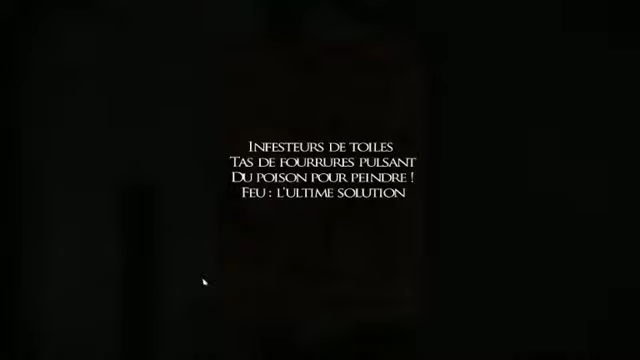 Infesteurs de toiles
Tas de fourrures pulsant
Du poison pour peindre !
Feu : l'ultime solution